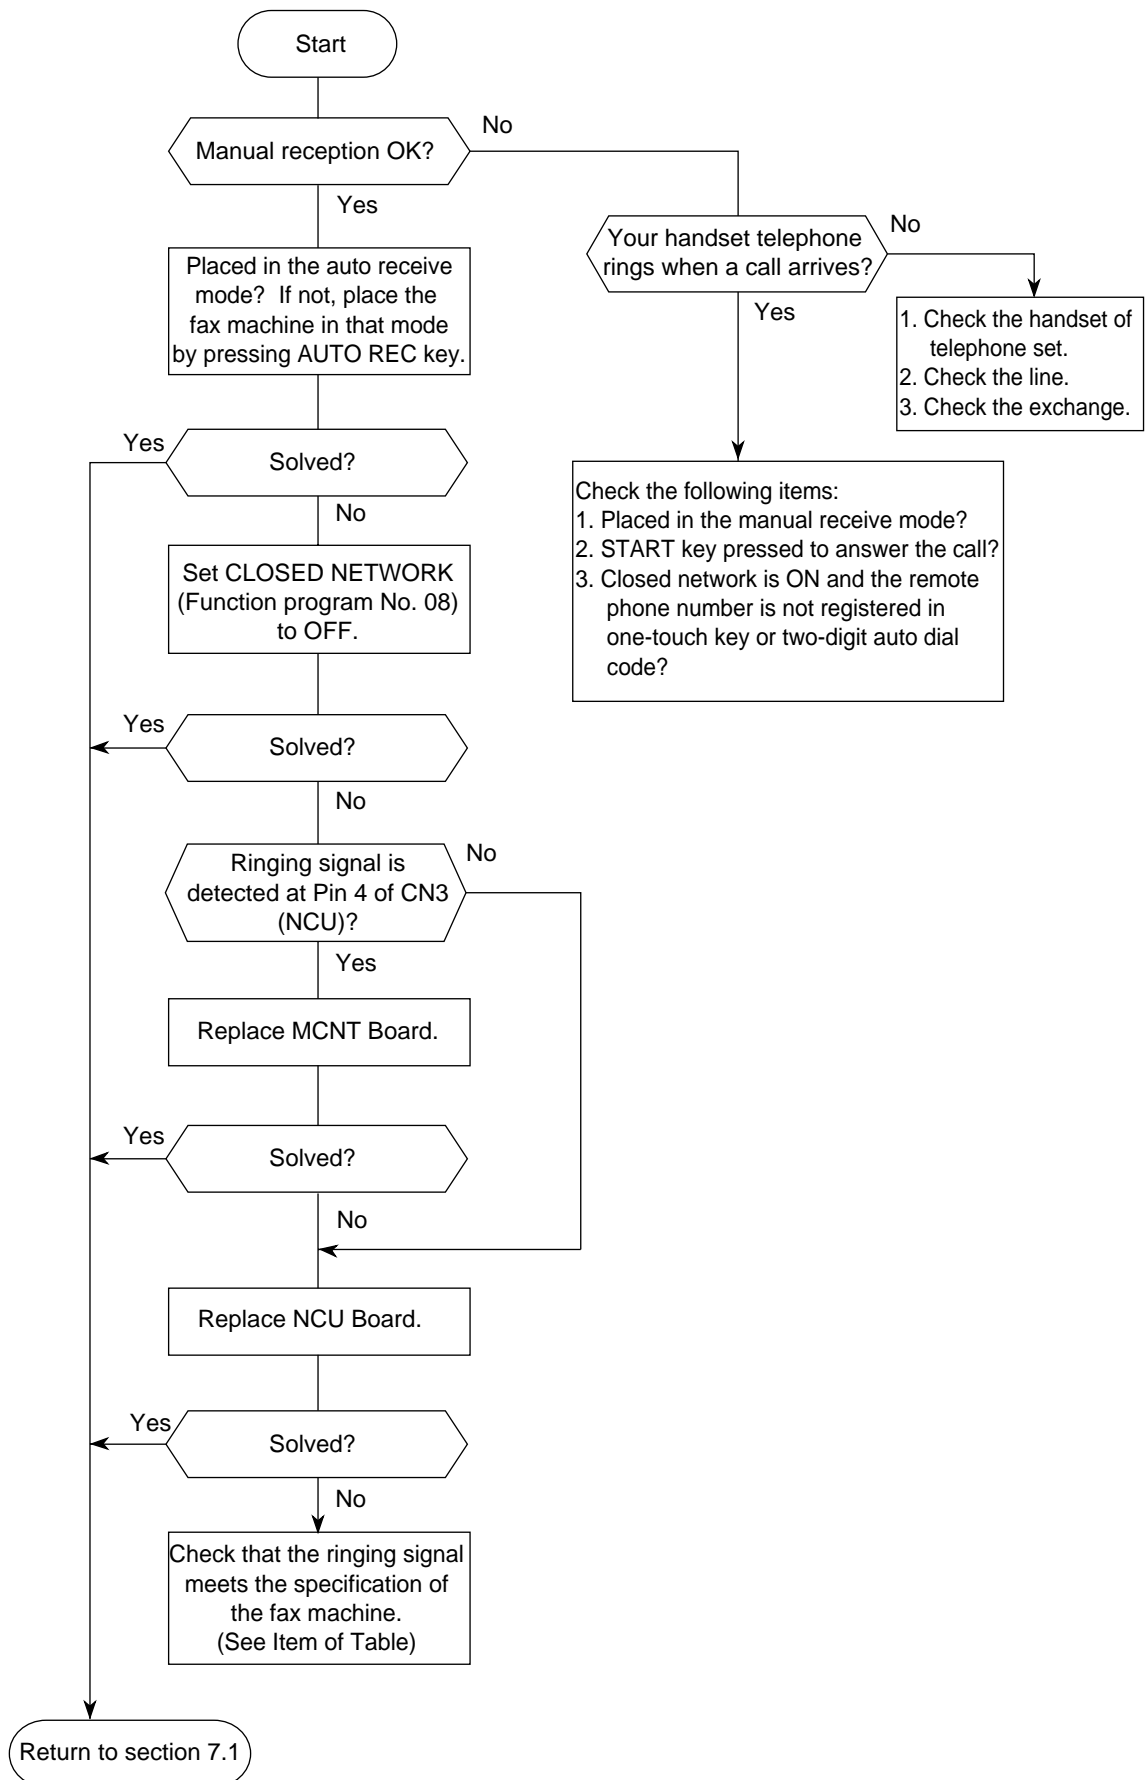 Start
Manual reception OK?
No
Yes
Your handset telephone
rings when a call arrives?
No
Yes
1. Check the handset of
telephone set.
2. Check the line.
3. Check the exchange.
Placed in the auto receive
mode?  If not, place the
fax machine in that mode
by pressing AUTO REC key.
Yes
Solved?
No
Check the following items:
1. Placed in the manual receive mode?
2. START key pressed to answer the call?
3. Closed network is ON and the remote
phone number is not registered in
one-touch key or two-digit auto dial
code?
Set CLOSED NETWORK
(Function program No. 08)
to OFF.
Yes
Solved?
No
Ringing signal is
detected at Pin 4 of CN3
(NCU)?
No
Yes
Replace MCNT Board.
Yes
Solved?
No
Replace NCU Board.
Yes
Solved?
No
Check that the ringing signal
meets the specification of
the fax machine.
(See Item of Table)
Return to section 7.1